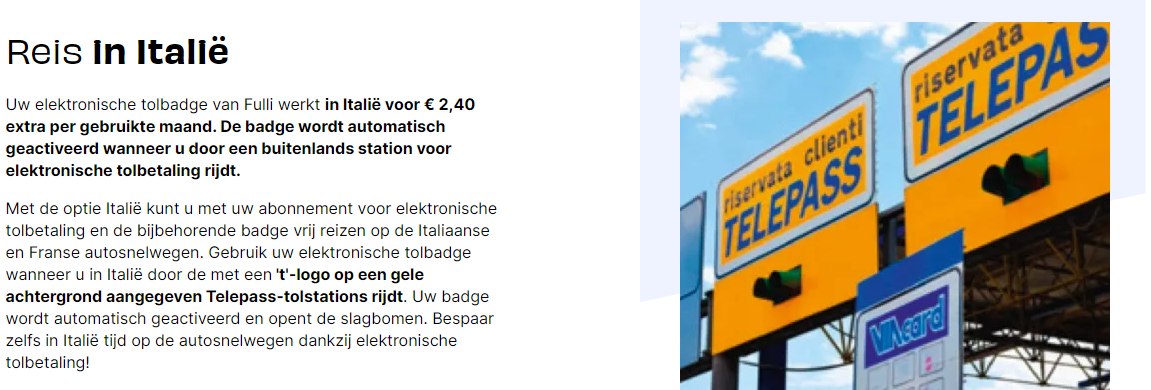 Reis in Italië
Uw elektronische tolbadge van Fulli werkt in Italië voor € 2,40
extra per gebruikte maand. De badge wordt automatisch
geactiveerd wanneer u door een buitenlands station voor
elektronische tolbetaling rijdt.
Met de optie Italië kunt u met uw abonnement voor elektronische
tolbetaling en de bijbehorende badge vrij reizen op de Italiaanse
en Franse autosnelwegen. Gebruik uw elektronische tolbadge
wanneer u in Italië door de met een 't'-logo op een gele
achtergrond aangegeven Telepass-tolstations rijdt. Uw badge
wordt automatisch geactiveerd en opent de slagbomen. Bespaar
zelfs in Italië tijd op de autosnelwegen dankzij elektronische
tolbetaling!
riservata clienti
TELEPASS
riservata
TELEPAS
VIAcard